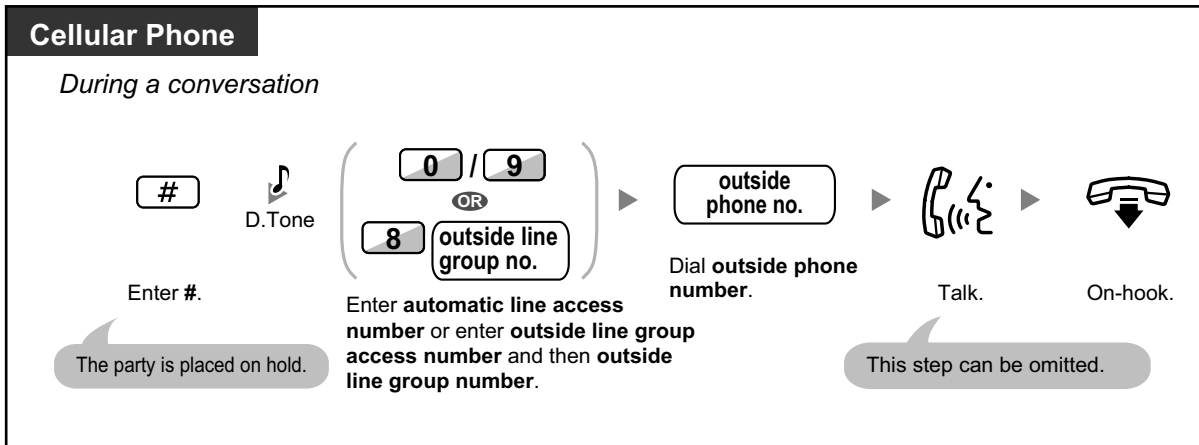 Cellular Phone
During a conversation
#
D.Tone
0 / 9
OR
8 outside line
group no.
outside
phone no.
Enter #.
The party is placed on hold.
Enter automatic line access
number or enter outside line group
access number and then outside
line group number.
Dial outside phone
number.
Talk.
This step can be omitted.
On-hook.